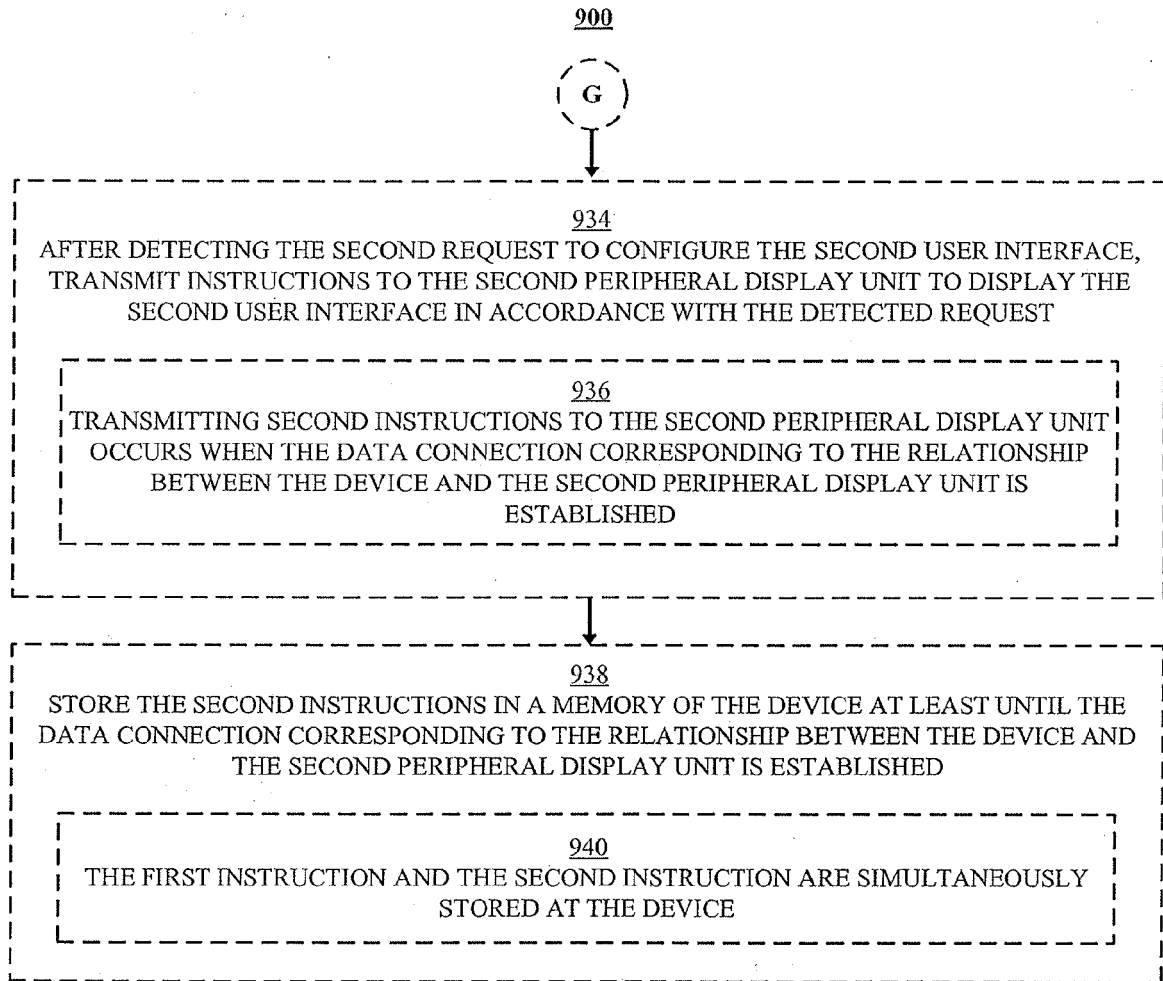 900
G
934
AFTER DETECTING THE SECOND REQUEST TO CONFIGURE THE SECOND USER INTERFACE,
TRANSMIT INSTRUCTIONS TO THE SECOND PERIPHERAL DISPLAY UNIT TO DISPLAY THE
SECOND USER INTERFACE IN ACCORDANCE WITH THE DETECTED REQUEST
936
TRANSMITTING SECOND INSTRUCTIONS TO THE SECOND PERIPHERAL DISPLAY UNIT
OCCURS WHEN THE DATA CONNECTION CORRESPONDING TO THE RELATIONSHIP
BETWEEN THE DEVICE AND THE SECOND PERIPHERAL DISPLAY UNIT IS
ESTABLISHED
938
STORE THE SECOND INSTRUCTIONS IN A MEMORY OF THE DEVICE AT LEAST UNTIL THE
DATA CONNECTION CORRESPONDING TO THE RELATIONSHIP BETWEEN THE DEVICE AND
THE SECOND PERIPHERAL DISPLAY UNIT IS ESTABLISHED
940
THE FIRST INSTRUCTION AND THE SECOND INSTRUCTION ARE SIMULTANEOUSLY
STORED AT THE DEVICE